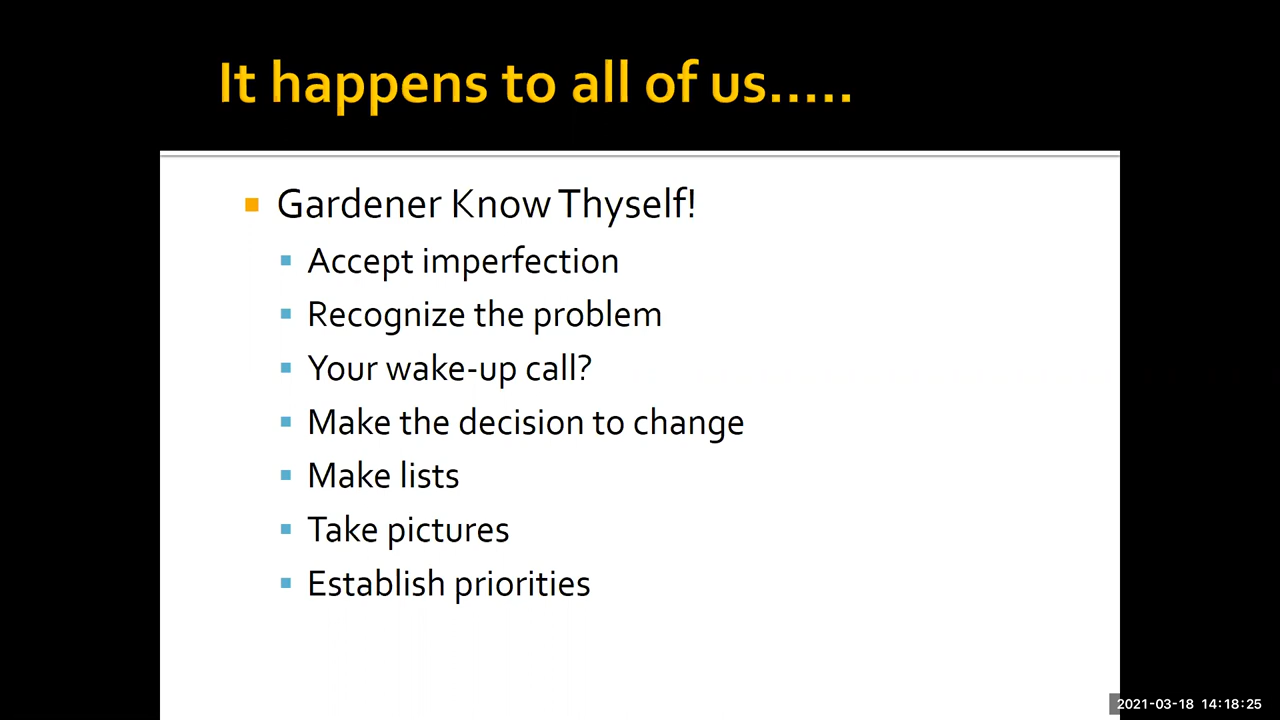 It happens to all of us.....
Gardener Know Thyself!
Accept imperfection
Recognize the problem
Your wake-up call?
Make the decision to change
Make lists
Take pictures
Establish priorities
2021-03-18 14:18:25